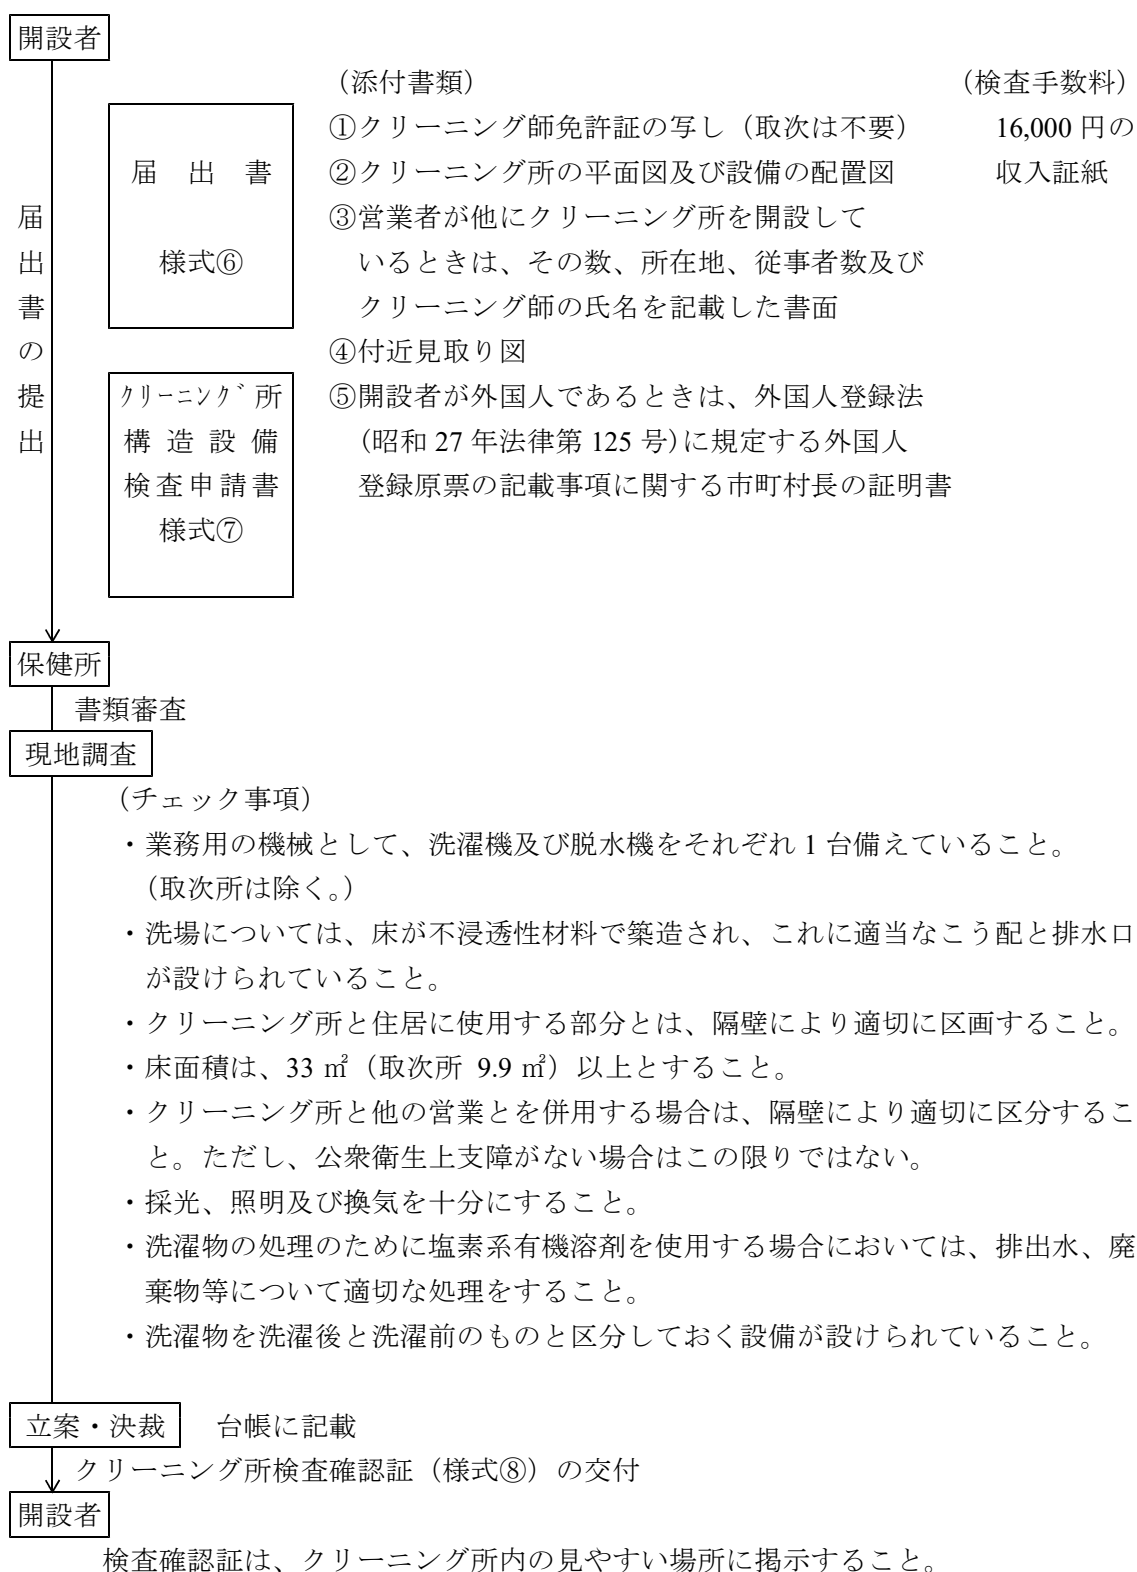 開設者
（添付書類）
（検査手数料）
①クリーニング師免許証の写し（取次は不要）
16,000 円の
②クリーニング所の平面図及び設備の配置図
収入証紙
③営業者が他にクリーニング所を開設して
いるときは、その数、所在地、従事者数及び
クリーニング師の氏名を記載した書面
④付近見取り図
⑤開設者が外国人であるときは、外国人登録法
(昭和 27 年法律第 125 号)に規定する外国人
登録原票の記載事項に関する市町村長の証明書
届出書の提出
届 出 書
様式⑥
ｸﾘｰﾆﾝｸﾞ所
構造設備
検査申請書
様式⑦
保健所
書類審査
現地調査
（チェック事項）
・業務用の機械として、洗濯機及び脱水機をそれぞれ 1 台備えていること。
（取次所は除く。）
・洗場については、床が不浸透性材料で築造され、これに適当なこう配と排水口
が設けられていること。
・クリーニング所と住居に使用する部分とは、隔壁により適切に区画すること。
・床面積は、33 ㎡（取次所 9.9 ㎡）以上とすること。
・クリーニング所と他の営業とを併用する場合は、隔壁により適切に区分するこ
と。ただし、公衆衛生上支障がない場合はこの限りではない。
・採光、照明及び換気を十分にすること。
・洗濯物の処理のために塩素系有機溶剤を使用する場合においては、排出水、廃
棄物等について適切な処理をすること。
・洗濯物を洗濯後と洗濯前のものと区分しておく設備が設けられていること。
立案・決裁
台帳に記載
クリーニング所検査確認証（様式⑧）の交付
開設者
検査確認証は、クリーニング所内の見やすい場所に掲示すること。